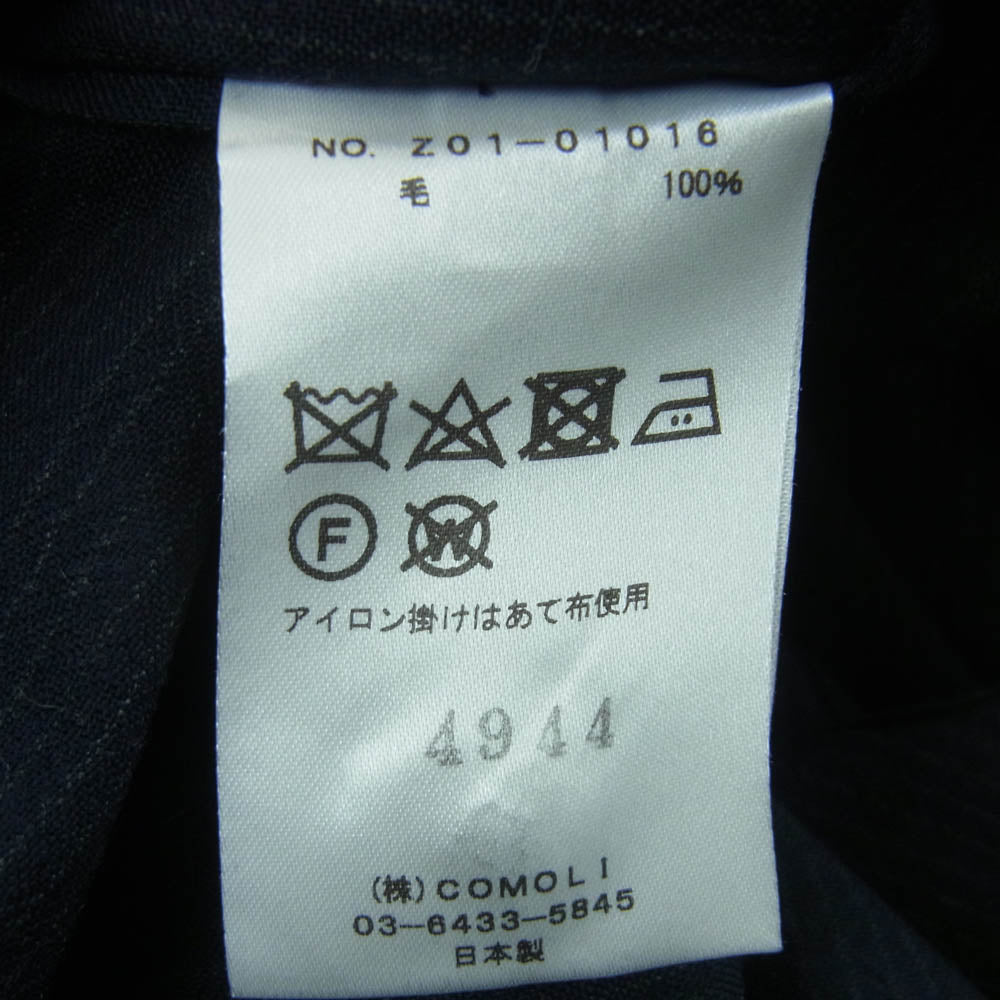 NO. Z01-01016
毛 100%
F
W
アイロン掛けはあて布使用
4944
(株)COMOLI
03-6433-5845
日本製